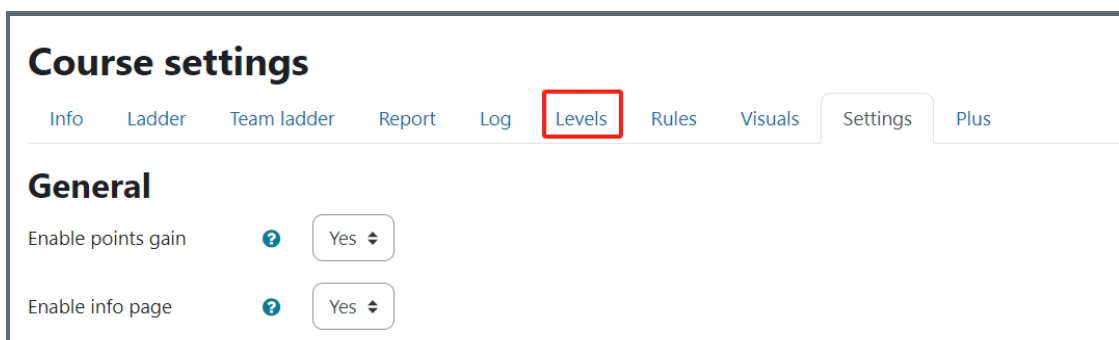 Course settings
Info Ladder Team ladder Report Log Levels Rules Visuals Settings Plus
General
Enable points gain ? Yes
Enable info page ? Yes